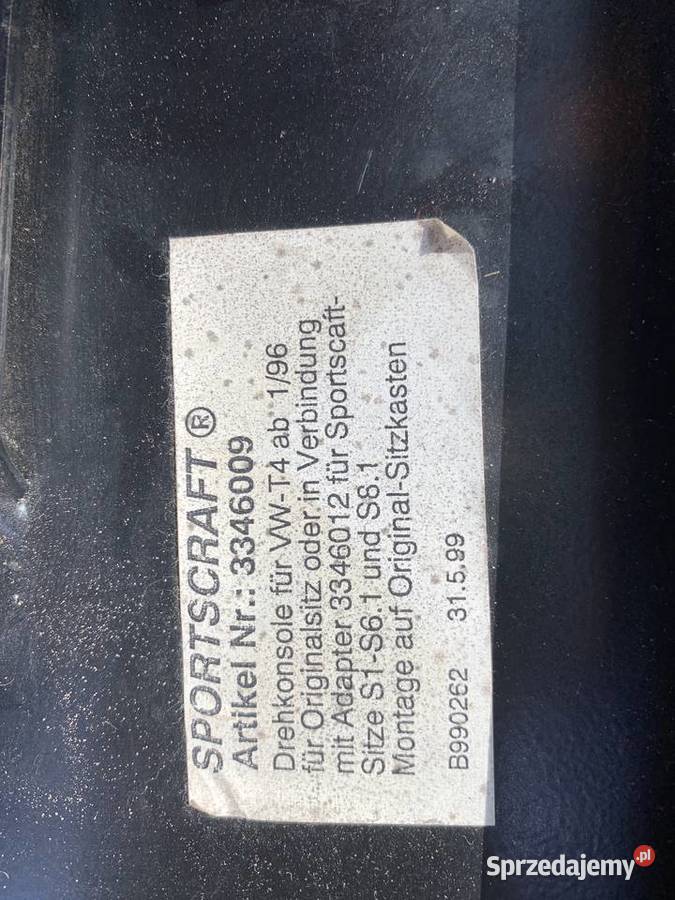 SPORTSCRAFT ®
Artikel Nr.: 3346009
Drehkonsole für VW-T4 ab 1/96
für Originalsitz oder in Verbindung
mit Adapter 3346012 für Sportscaft-
Sitze S1-S6.1 und S8.1
Montage auf Original-Sitzkasten
B990262 31.5.99
Sprzedajemy.pl